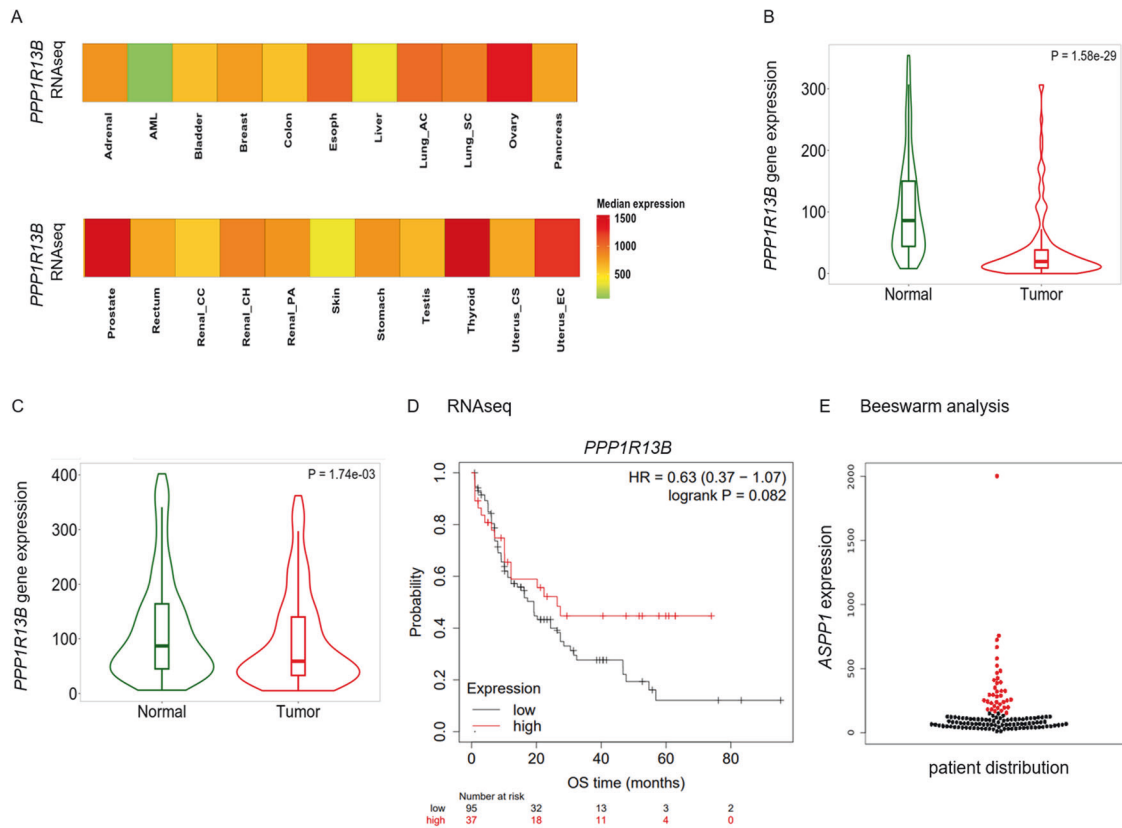 A
PPP1R13B
RNAseq
Adrenal
AML
Bladder
Breast
Colon
Esoph
Liver
Lung_AC
Lung_SC
Ovary
Pancreas
PPP1R13B
RNAseq
Median expression
1500
1000
500
Prostate
Rectum
Renal_CC
Renal_CH
Renal_PA
Skin
Stomach
Testis
Thyroid
Uterus_CS
Uterus_EC
B
P = 1.58e-29
PPP1R13B gene expression
300
200
100
0
Normal Tumor
C
P = 1.74e-03
PPP1R13B gene expression
400
300
200
100
0
Normal Tumor
D RNAseq
PPP1R13B
HR = 0.63 (0.37 − 1.07)
logrank P = 0.082
Probability
1.0
0.8
0.6
0.4
0.2
0.0
Expression
low
high
0 20 40 60 80
OS time (months)
Number at risk
low 95 32 13 3 2
high 37 18 11 4 0
E Beeswarm analysis
ASPP1 expression
2000
1500
1000
500
0
patient distribution